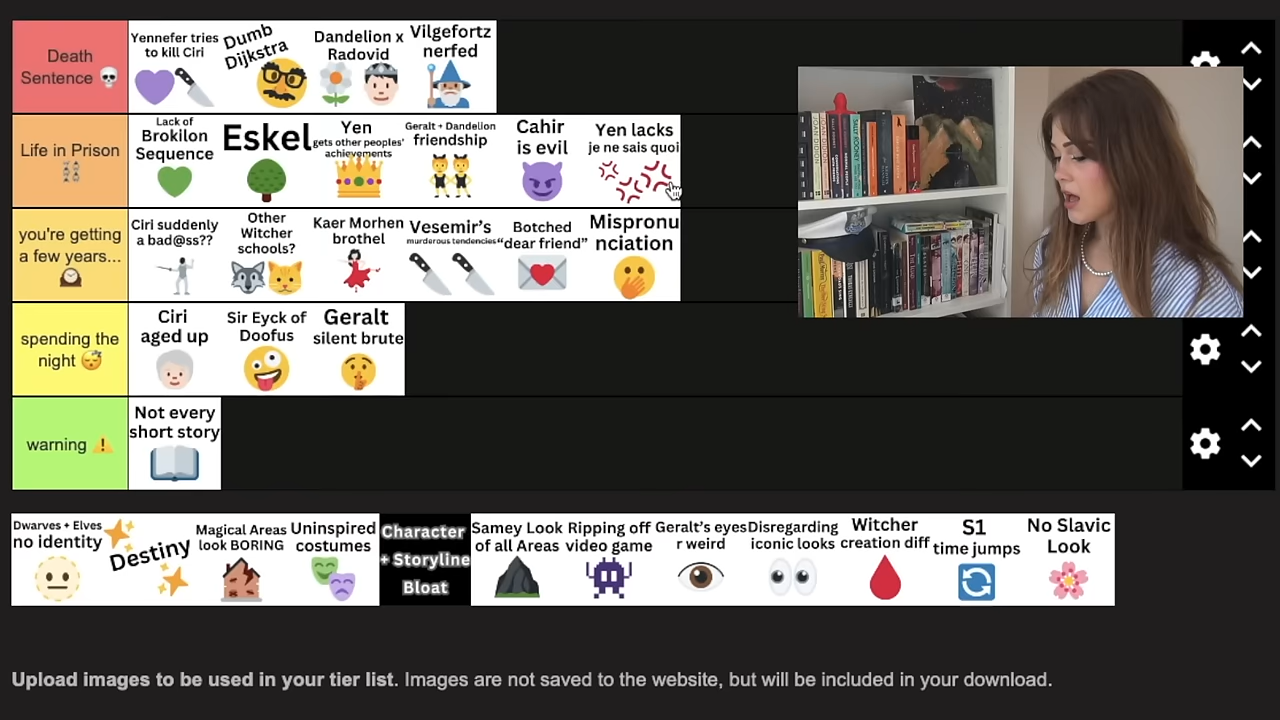 Death
Sentence 💀
Yennefer tries
to kill Ciri
Dumb
Dijkstra
Dandelion x
Radovid
Vilgefortz
nerfed
Life in Prison
Lack of
Brokilon
Sequence
Eskel
Yen
gets other peoples'
achievements
Geralt + Dandelion
friendship
Cahir
is evil
Yen lacks
je ne sais quoi
you're getting
a few years...
Ciri suddenly
a bad@ss??
Other
Witcher
schools?
Kaer Morhen
brothel
Vesemir's
murderous tendencies
Botched
"dear friend"
Mispronu
nciation
spending the
night 😴
Ciri
aged up
Sir Eyck of
Doofus
Geralt
silent brute
warning ⚠️
Not every
short story
Dwarves + Elves
no identity
Destiny
Magical Areas
look BORING
Uninspired
costumes
Character
+ Storyline
Bloat
Samey Look
of all Areas
Ripping off
video game
Geralt's eyes
r weird
Disregarding
iconic looks
Witcher
creation diff
S1
time jumps
No Slavic
Look
Upload images to be used in your tier list. Images are not saved to the website, but will be included in your download.